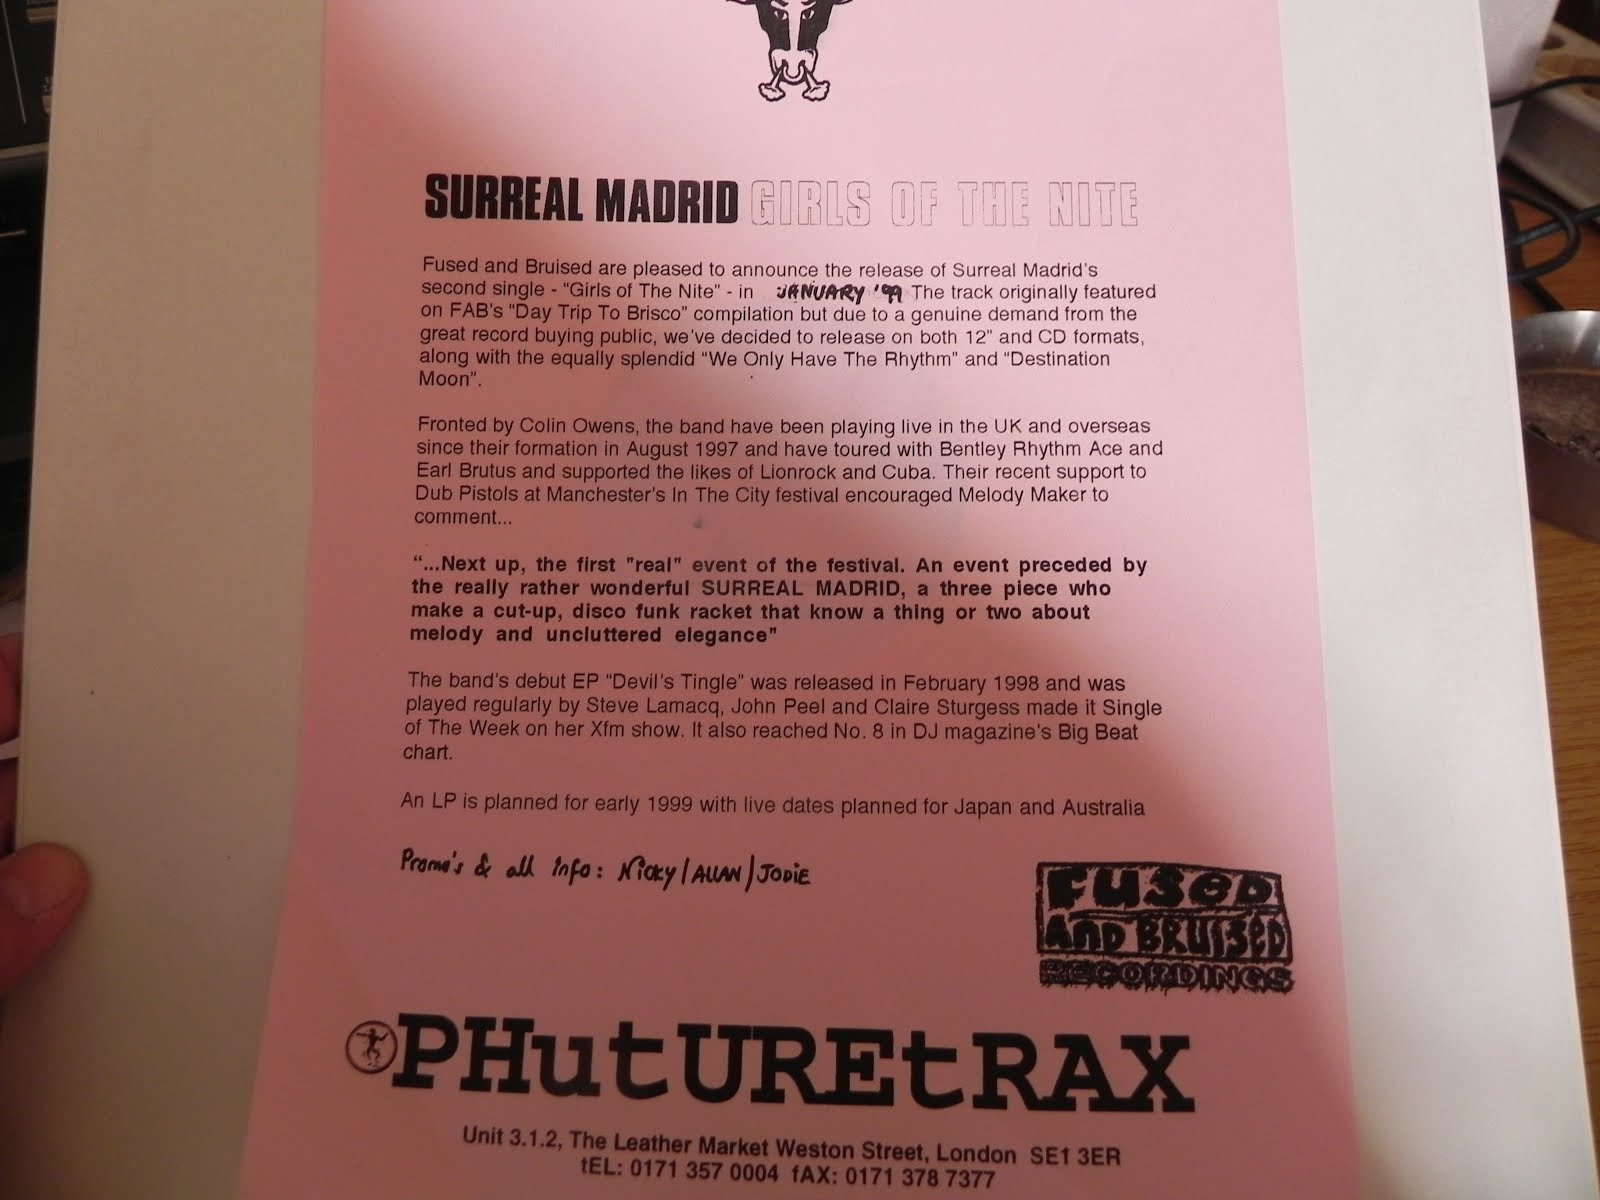 SURREAL MADRID GIRLS OF THE NITE
Fused and Bruised are pleased to announce the release of Surreal Madrid's
second single - “Girls of The Nite” - in JANUARY '99 The track originally featured
on FAB's “Day Trip To Brisco” compilation but due to a genuine demand from the
great record buying public, we've decided to release on both 12" and CD formats,
along with the equally splendid “We Only Have The Rhythm” and “Destination
Moon”.
Fronted by Colin Owens, the band have been playing live in the UK and overseas
since their formation in August 1997 and have toured with Bentley Rhythm Ace and
Earl Brutus and supported the likes of Lionrock and Cuba. Their recent support to
Dub Pistols at Manchester's In The City festival encouraged Melody Maker to
comment...
“...Next up, the first "real" event of the festival. An event preceded by
the really rather wonderful SURREAL MADRID, a three piece who
make a cut-up, disco funk racket that know a thing or two about
melody and uncluttered elegance"
The band's debut EP “Devil's Tingle” was released in February 1998 and was
played regularly by Steve Lamacq, John Peel and Claire Sturgess made it Single
of The Week on her Xfm show. It also reached No. 8 in DJ magazine's Big Beat
chart.
An LP is planned for early 1999 with live dates planned for Japan and Australia
Promo's & all info: Nicky/ALLAN/JODIE
FUSED
AND BRUISED
RECORDINGS
PHutUREtRAX
Unit 3.1.2, The Leather Market Weston Street, London SE1 3ER
tEL: 0171 357 0004 fAX: 0171 378 7377